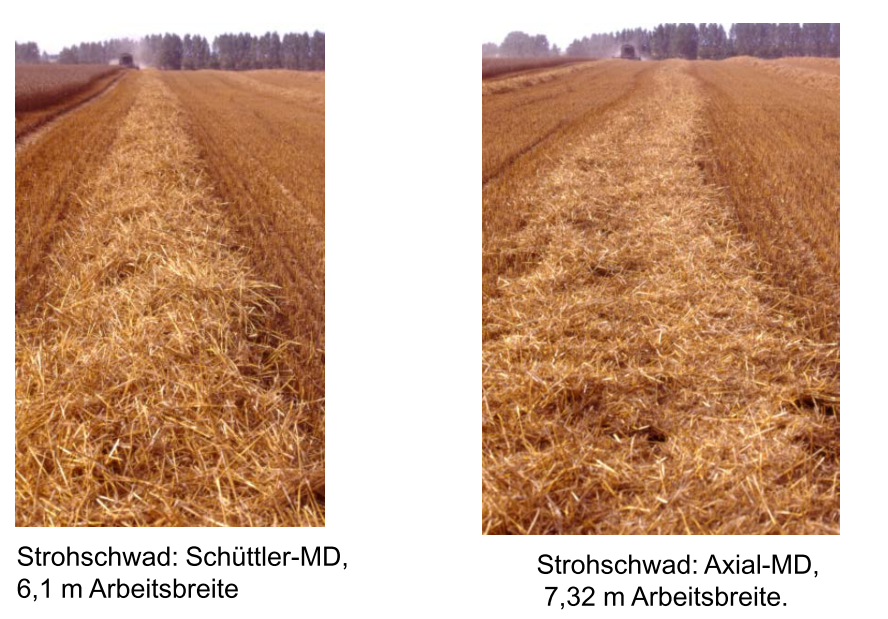 Strohschwad: Schüttler-MD,
6,1 m Arbeitsbreite
Strohschwad: Axial-MD,
7,32 m Arbeitsbreite.